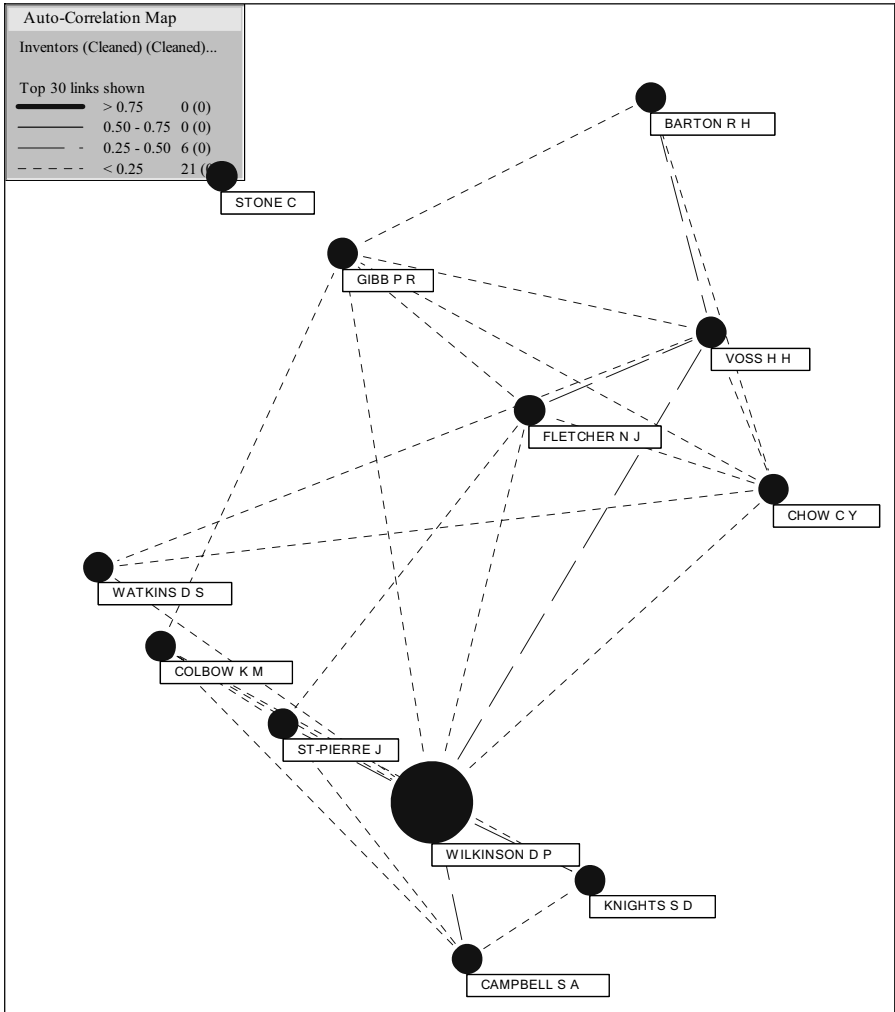 Auto-Correlation Map
Inventors (Cleaned) (Cleaned)...
Top 30 links shown
> 0.75 0 (0)
0.50 - 0.75 0 (0)
0.25 - 0.50 6 (0)
< 0.25 21 (
BARTON R H
STONE C
GIBB P R
VOSS H H
FLETCHER N J
CHOW C Y
WATKINS D S
COLBOW K M
ST-PIERRE J
WILKINSON D P
KNIGHTS S D
CAMPBELL S A